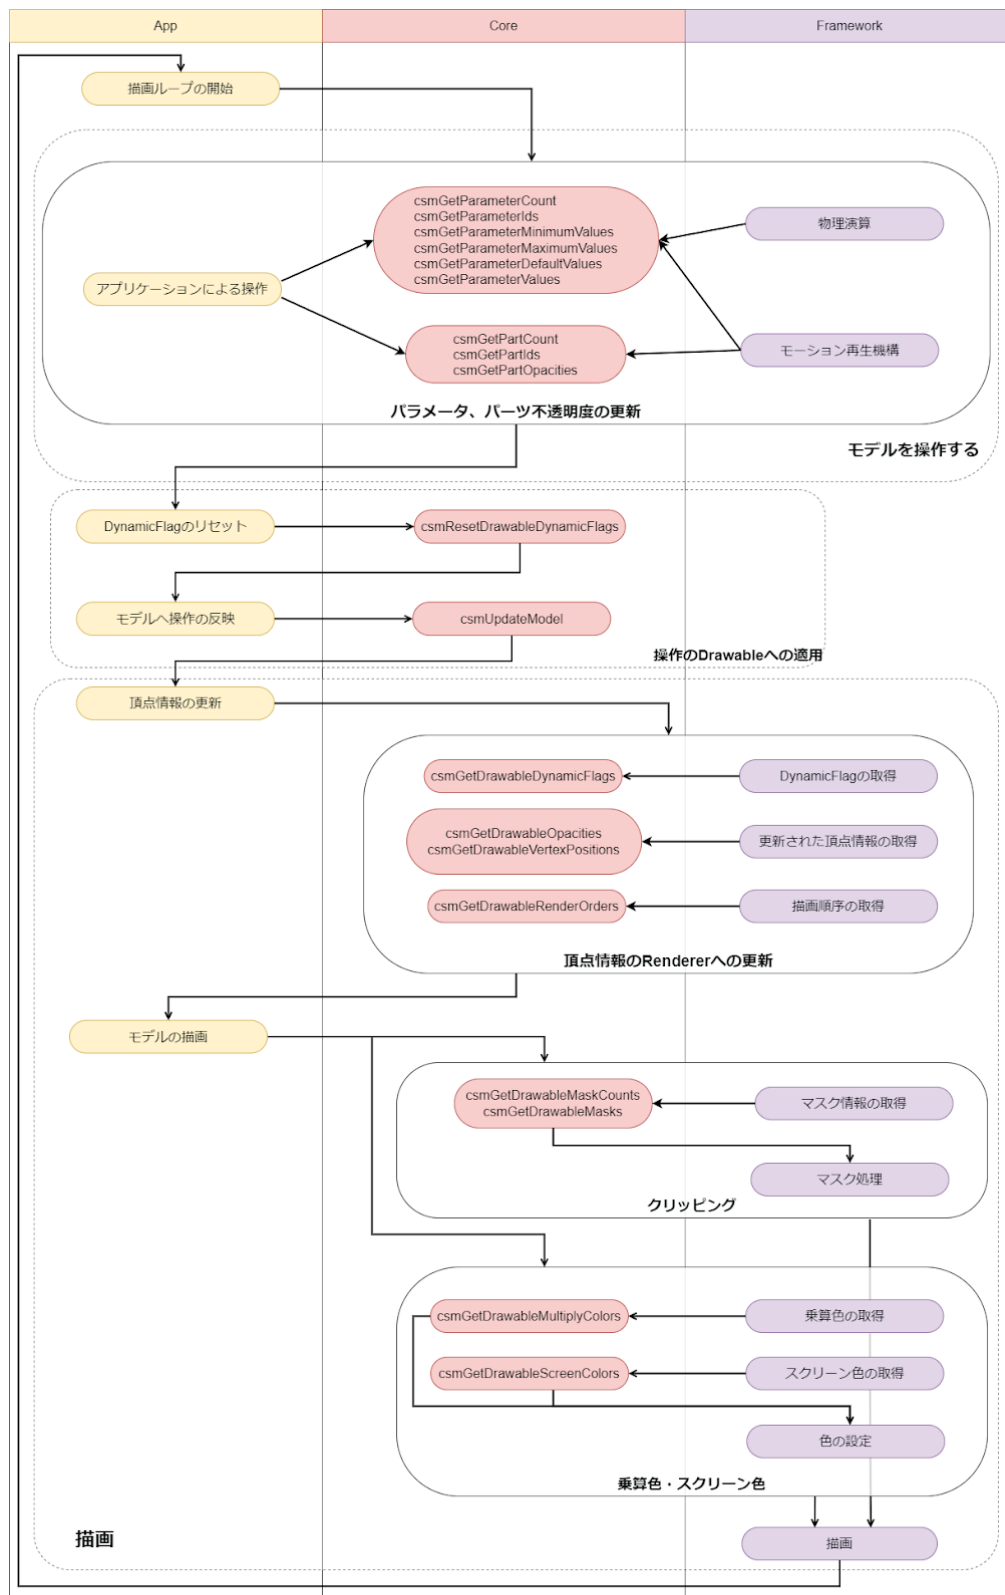 App
Core
Framework
描画ループの開始
csmGetParameterCount
csmGetParameterIds
csmGetParameterMinimumValues
csmGetParameterMaximumValues
csmGetParameterDefaultValues
csmGetParameterValues
物理演算
アプリケーションによる操作
csmGetPartCount
csmGetPartIds
csmGetPartOpacities
モーション再生機構
パラメータ、パーツ不透明度の更新
モデルを操作する
DynamicFlagのリセット
csmResetDrawableDynamicFlags
モデルへ操作の反映
csmUpdateModel
操作のDrawableへの適用
頂点情報の更新
csmGetDrawableDynamicFlags
DynamicFlagの取得
csmGetDrawableOpacities
csmGetDrawableVertexPositions
更新された頂点情報の取得
csmGetDrawableRenderOrders
描画順序の取得
頂点情報のRendererへの更新
モデルの描画
csmGetDrawableMaskCounts
csmGetDrawableMasks
マスク情報の取得
マスク処理
クリッピング
csmGetDrawableMultiplyColors
乗算色の取得
csmGetDrawableScreenColors
スクリーン色の取得
色の設定
乗算色・スクリーン色
描画
描画